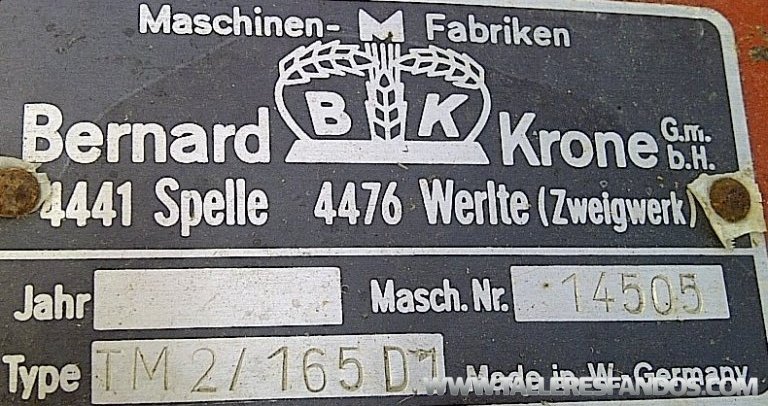 Maschinen- M Fabriken
B K
Bernard Krone G.m.b.H.
4441 Spelle 4476 Werlte (Zweigwerk)
Jahr Masch. Nr. 14505
Type TM 2/ 165 D1 Made in W.-Germany
WWW.TALLERESFANDOS.COM